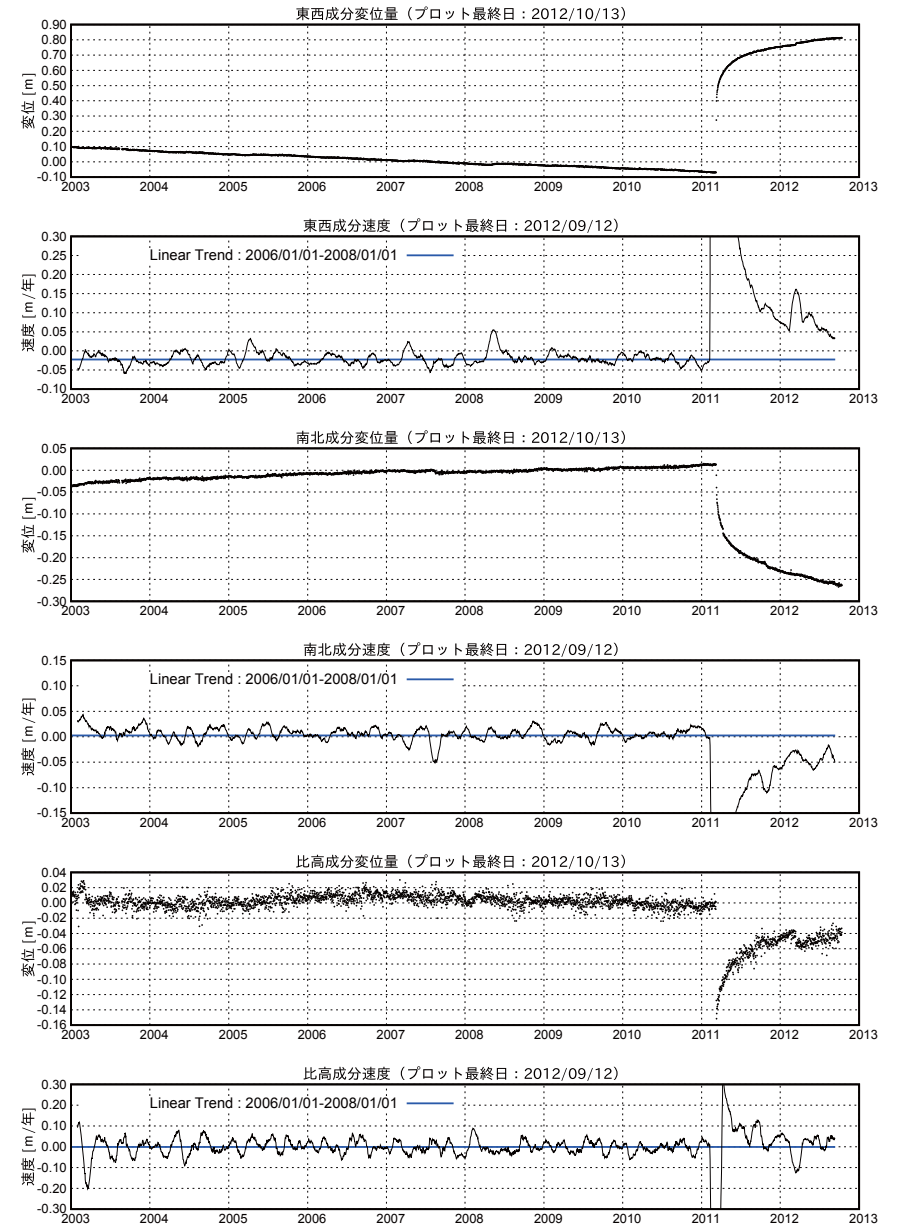 東西成分変位量（プロット最終日：2012/10/13）
変位 [m]
0.90
0.80
0.70
0.60
0.50
0.40
0.30
0.20
0.10
0.00
-0.10
2003 2004 2005 2006 2007 2008 2009 2010 2011 2012 2013
東西成分速度（プロット最終日：2012/09/12）
速度 [m/年]
0.30
0.25
0.20
0.15
0.10
0.05
0.00
-0.05
-0.10
Linear Trend : 2006/01/01-2008/01/01
2003 2004 2005 2006 2007 2008 2009 2010 2011 2012 2013
南北成分変位量（プロット最終日：2012/10/13）
変位 [m]
0.05
0.00
-0.05
-0.10
-0.15
-0.20
-0.25
-0.30
2003 2004 2005 2006 2007 2008 2009 2010 2011 2012 2013
南北成分速度（プロット最終日：2012/09/12）
速度 [m/年]
0.15
0.10
0.05
0.00
-0.05
-0.10
-0.15
Linear Trend : 2006/01/01-2008/01/01
2003 2004 2005 2006 2007 2008 2009 2010 2011 2012 2013
比高成分変位量（プロット最終日：2012/10/13）
変位 [m]
0.04
0.02
0.00
-0.02
-0.04
-0.06
-0.08
-0.10
-0.12
-0.14
-0.16
2003 2004 2005 2006 2007 2008 2009 2010 2011 2012 2013
比高成分速度（プロット最終日：2012/09/12）
速度 [m/年]
0.30
0.20
0.10
0.00
-0.10
-0.20
-0.30
Linear Trend : 2006/01/01-2008/01/01
2003 2004 2005 2006 2007 2008 2009 2010 2011 2012 2013